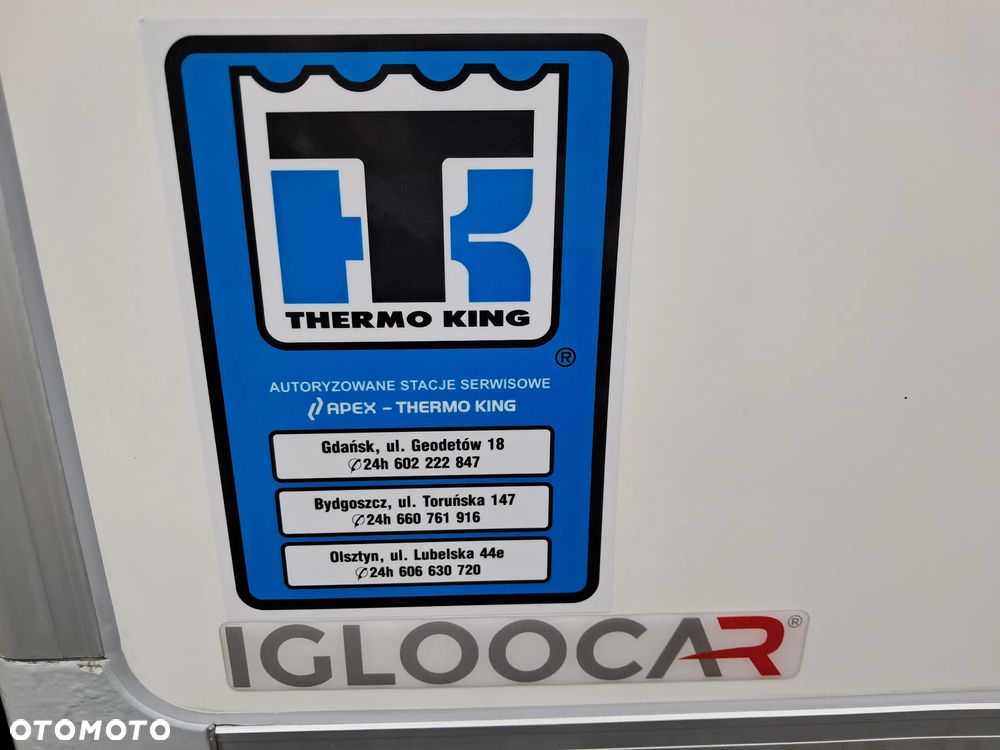 TK
THERMO KING
®
AUTORYZOWANE STACJE SERWISOWE
APEX – THERMO KING
Gdańsk, ul. Geodetów 18
✆24h 602 222 847
Bydgoszcz, ul. Toruńska 147
✆24h 660 761 916
Olsztyn, ul. Lubelska 44e
✆24h 606 630 720
IGLOOCAR®
OTOMOTO